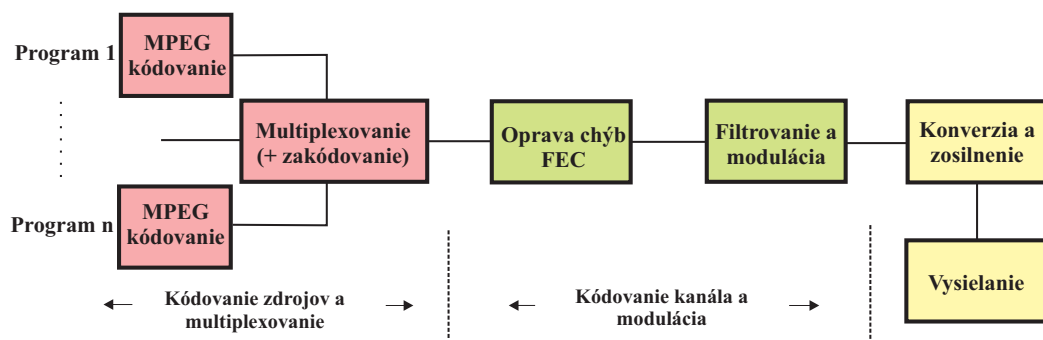 Program 1
MPEG
kódovanie
Multiplexovanie
(+ zakódovanie)
Program n
MPEG
kódovanie
Oprava chýb
FEC
Filtrovanie a
modulácia
Konverzia a
zosilnenie
Vysielanie
Kódovanie zdrojov a
multiplexovanie
Kódovanie kanála a
modulácia